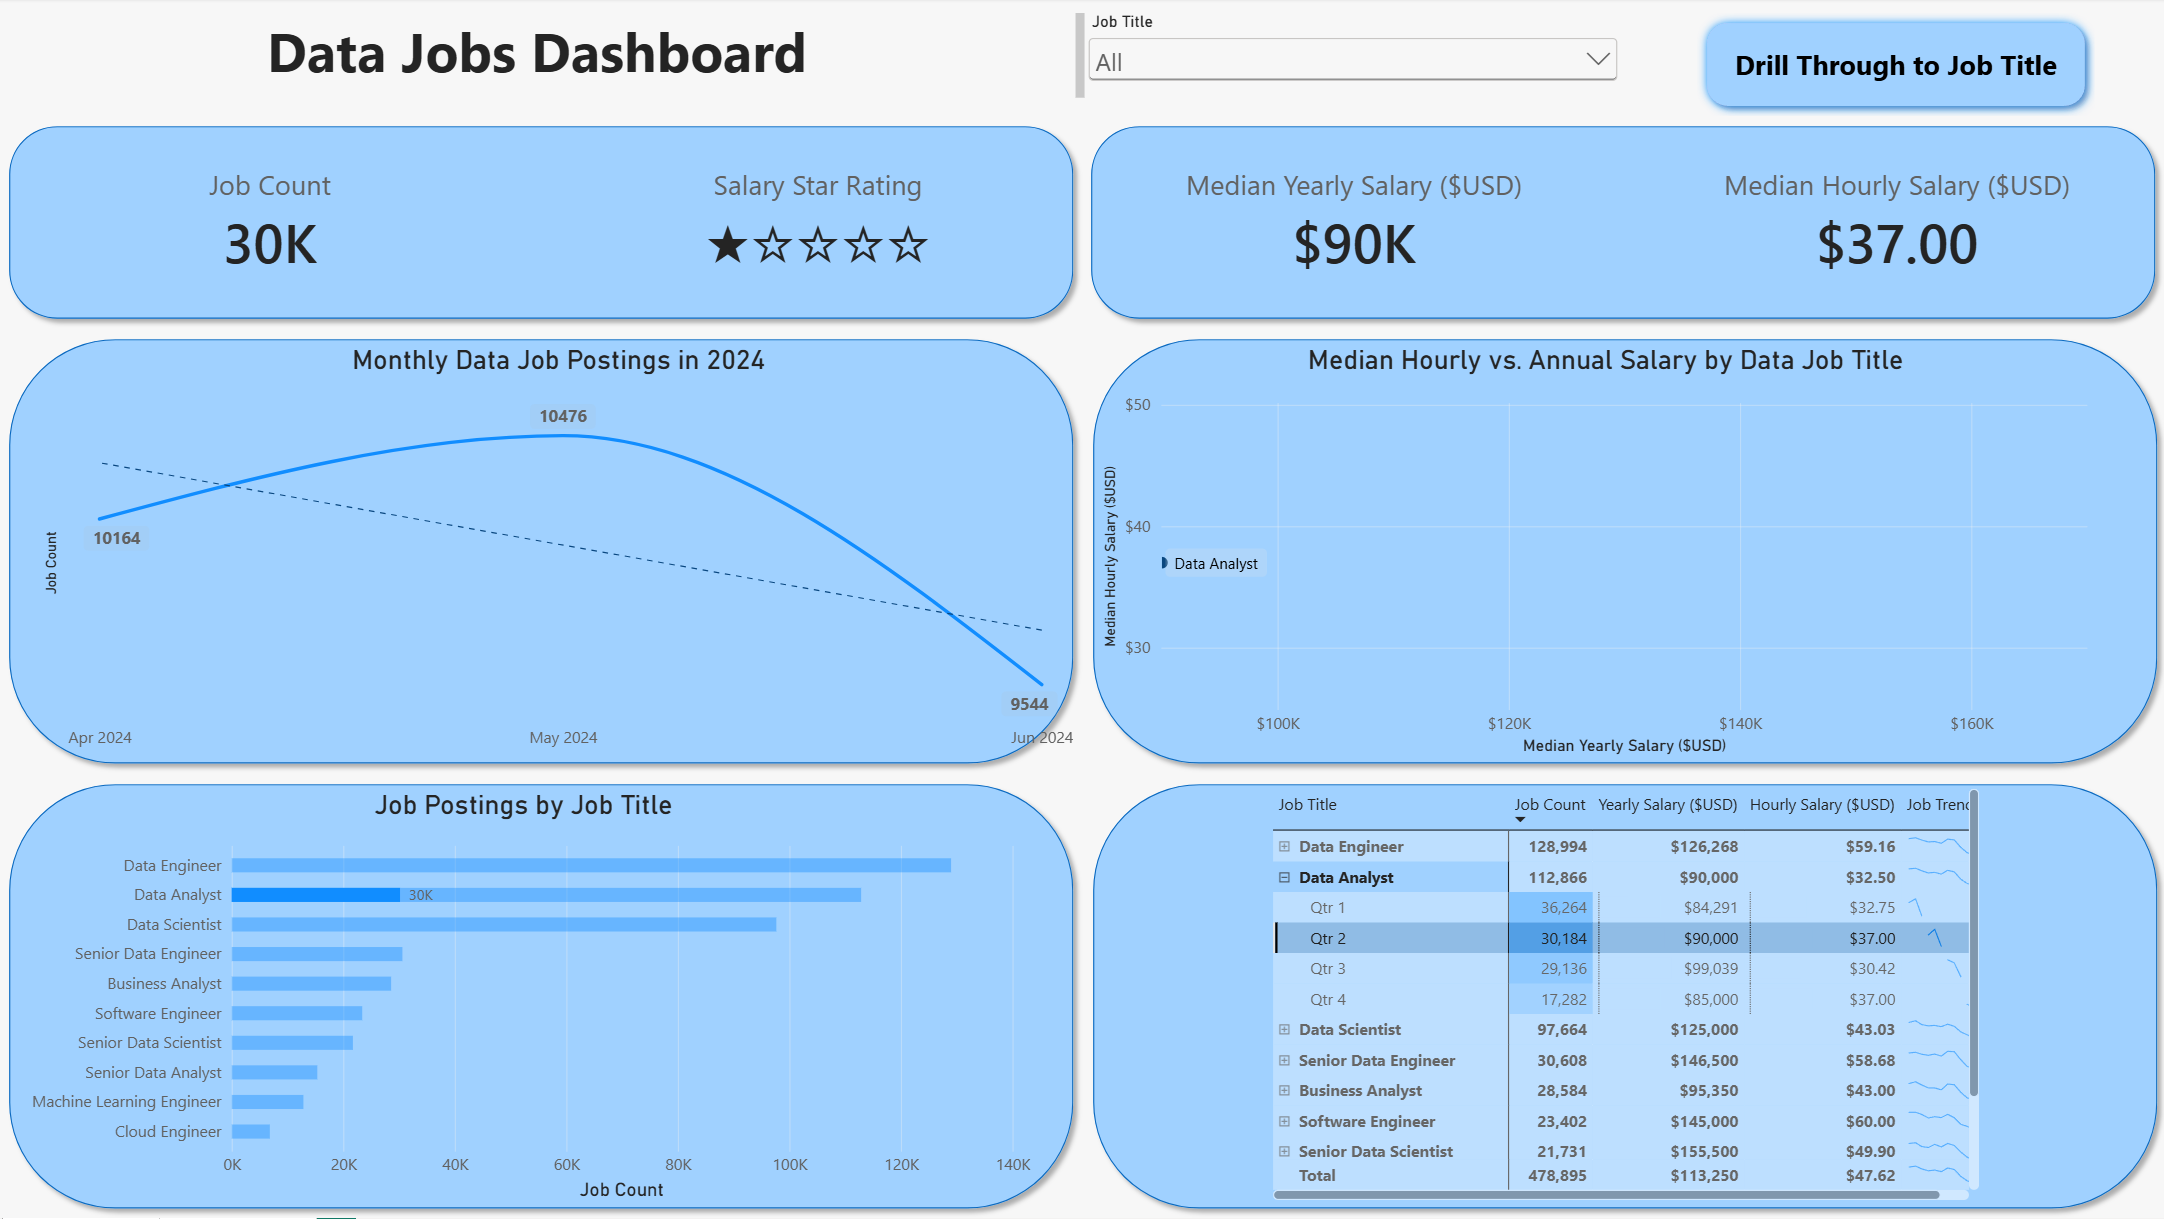 Data Jobs Dashboard
Job Title
All
Drill Through to Job Title
Job Count
30K
Salary Star Rating
★☆☆☆☆
Median Yearly Salary ($USD)
$90K
Median Hourly Salary ($USD)
$37.00
Monthly Data Job Postings in 2024
10476
10164
9544
Job Count
Apr 2024 May 2024 Jun 2024
Median Hourly vs. Annual Salary by Data Job Title
$50
$40
$30
Median Hourly Salary ($USD)
Data Analyst
$100K $120K $140K $160K
Median Yearly Salary ($USD)
Job Postings by Job Title
Data Engineer
Data Analyst 30K
Data Scientist
Senior Data Engineer
Business Analyst
Software Engineer
Senior Data Scientist
Senior Data Analyst
Machine Learning Engineer
Cloud Engineer
0K 20K 40K 60K 80K 100K 120K 140K
Job Count
Job Title Job Count Yearly Salary ($USD) Hourly Salary ($USD) Job
Data Engineer 128,994 $126,268 $59.16
Data Analyst 112,866 $90,000 $32.50
Qtr 1 36,264 $84,291 $32.75
Qtr 2 30,184 $90,000 $37.00
Qtr 3 29,136 $99,039 $30.42
Qtr 4 17,282 $85,000 $37.00
Data Scientist 97,664 $125,000 $43.03
Senior Data Engineer 30,608 $146,500 $58.68
Business Analyst 28,584 $95,350 $43.00
Software Engineer 23,402 $145,000 $60.00
Senior Data Scientist 21,731 $155,500 $49.90
Total 478,895 $113,250 $47.62